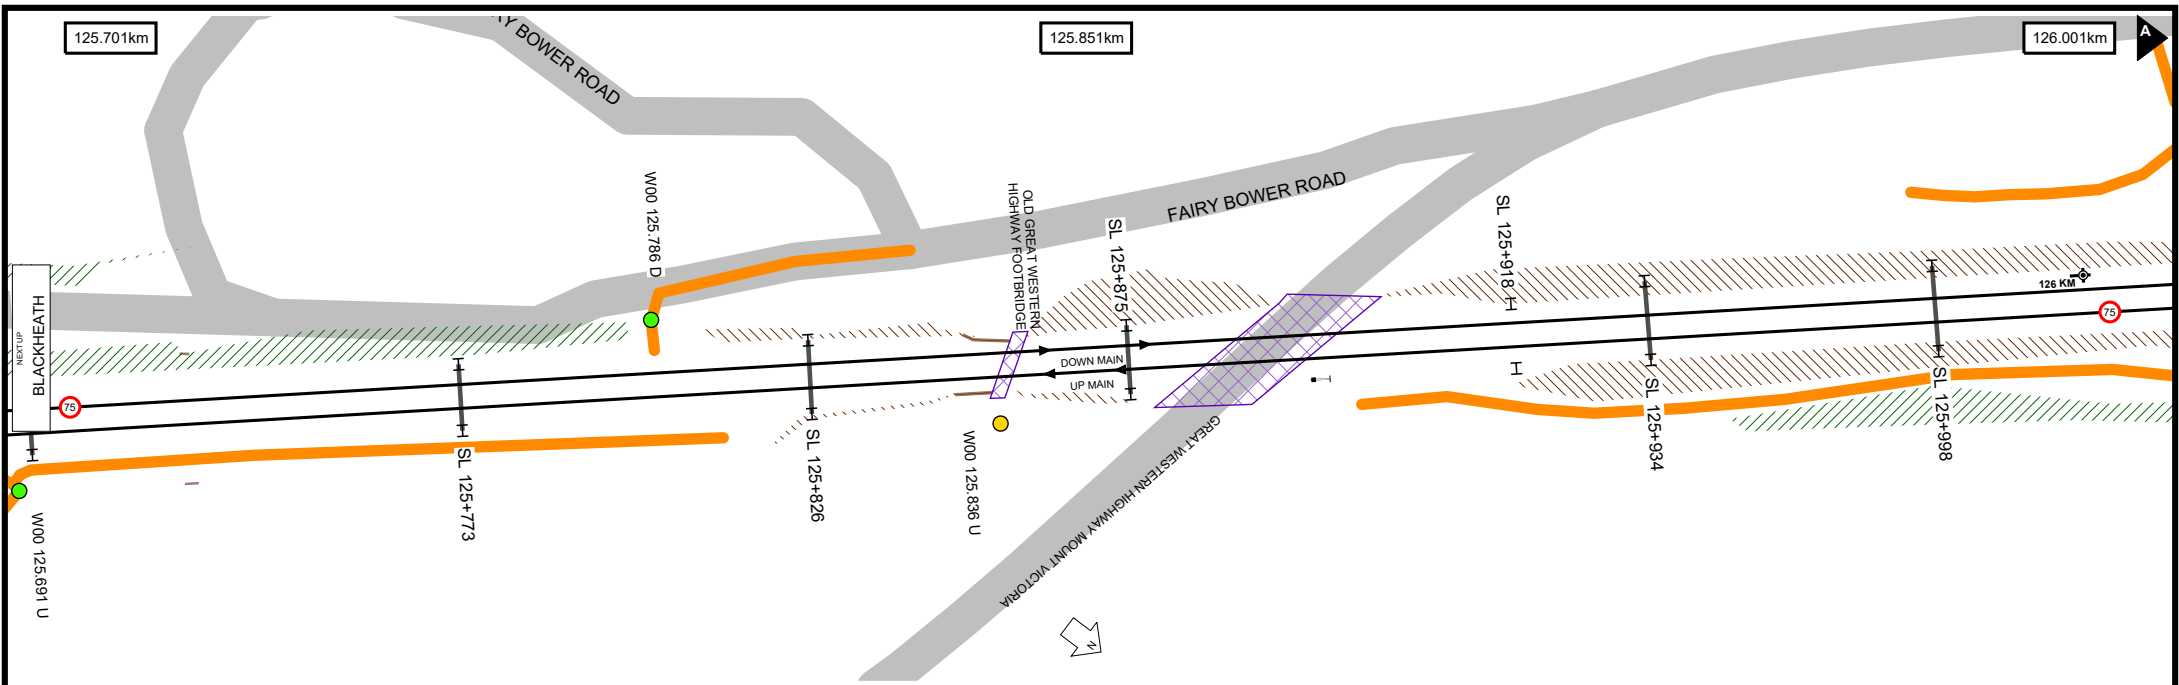 125.701km
125.851km
126.001km
A
RY BOWER ROAD
W00 125.786 D
OLD GREAT WESTERN
HIGHWAY FOOTBRIDGE
SL 125+875
FAIRY BOWER ROAD
SL 125+918
126 KM
75
NEXT UP
BLACKHEATH
75
DOWN MAIN
UP MAIN
SL 125+773
SL 125+826
W00 125.836 U
GREAT WESTERN HIGHWAY MOUNT VICTORIA
SL 125+934
SL 125+998
W00 125.691 U
N